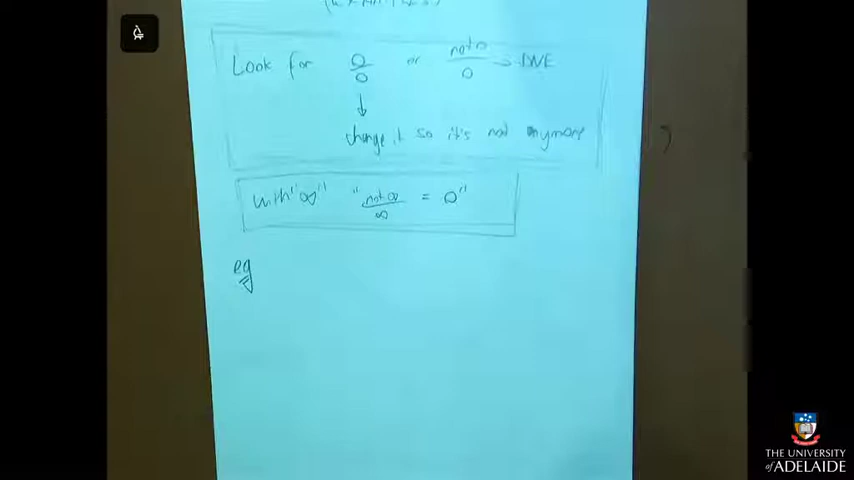 Look for 0/0 or not 0/0 → DNE
↓
change it so it's not anymore
with "∞" "not ∞/∞ = 0"
eg
THE UNIVERSITY
of ADELAIDE